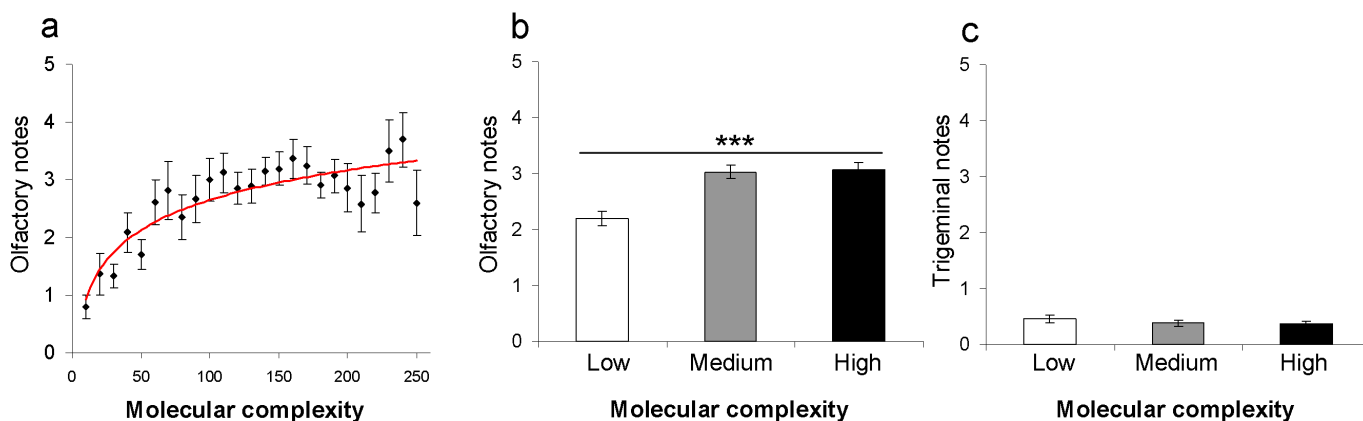 a
5
4
3
2
1
0
Olfactory notes
0 50 100 150 200 250
Molecular complexity
b
5
4
3
2
1
0
Olfactory notes
***
Low Medium High
Molecular complexity
c
5
4
3
2
1
0
Trigeminal notes
Low Medium High
Molecular complexity